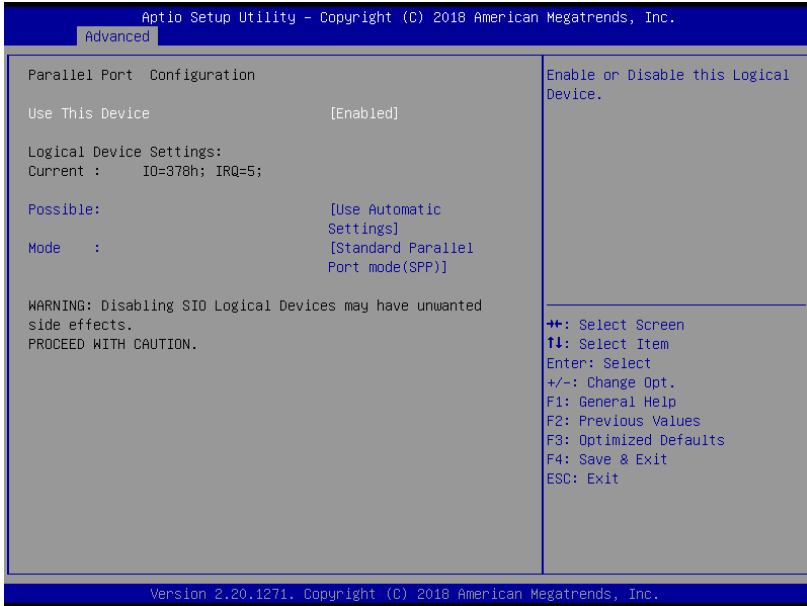 Aptio Setup Utility – Copyright (C) 2018 American Megatrends, Inc.
Advanced
Parallel Port  Configuration
Use This Device [Enabled]
Logical Device Settings:
Current :  IO=378h; IRQ=5;
Possible: [Use Automatic
Settings]
Mode  : [Standard Parallel
Port mode(SPP)]
WARNING: Disabling SIO Logical Devices may have unwanted
side effects.
PROCEED WITH CAUTION.
Enable or Disable this Logical
Device.
→←: Select Screen
↑↓: Select Item
Enter: Select
+/-: Change Opt.
F1: General Help
F2: Previous Values
F3: Optimized Defaults
F4: Save & Exit
ESC: Exit
Version 2.20.1271. Copyright (C) 2018 American Megatrends, Inc.